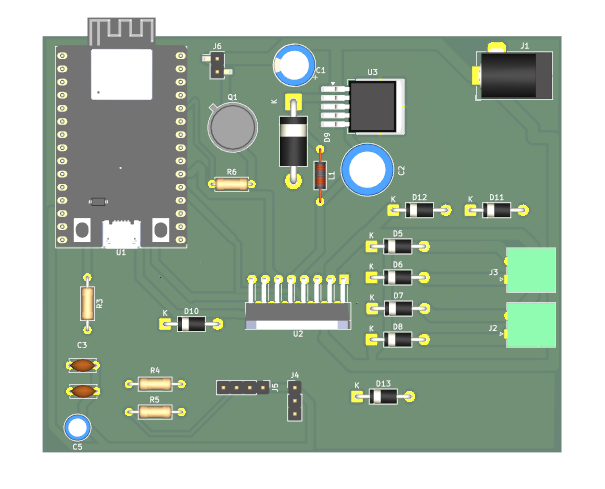 J6
C1
+
U3
J1
K
Q1
D9
L1
C2
R6
D12
D11
K
K
D5
K
U1
D6
K
J3
D7
K
R3
D10
K
U2
D8
K
J2
C3
R4
J5
J4
D13
K
R5
C5